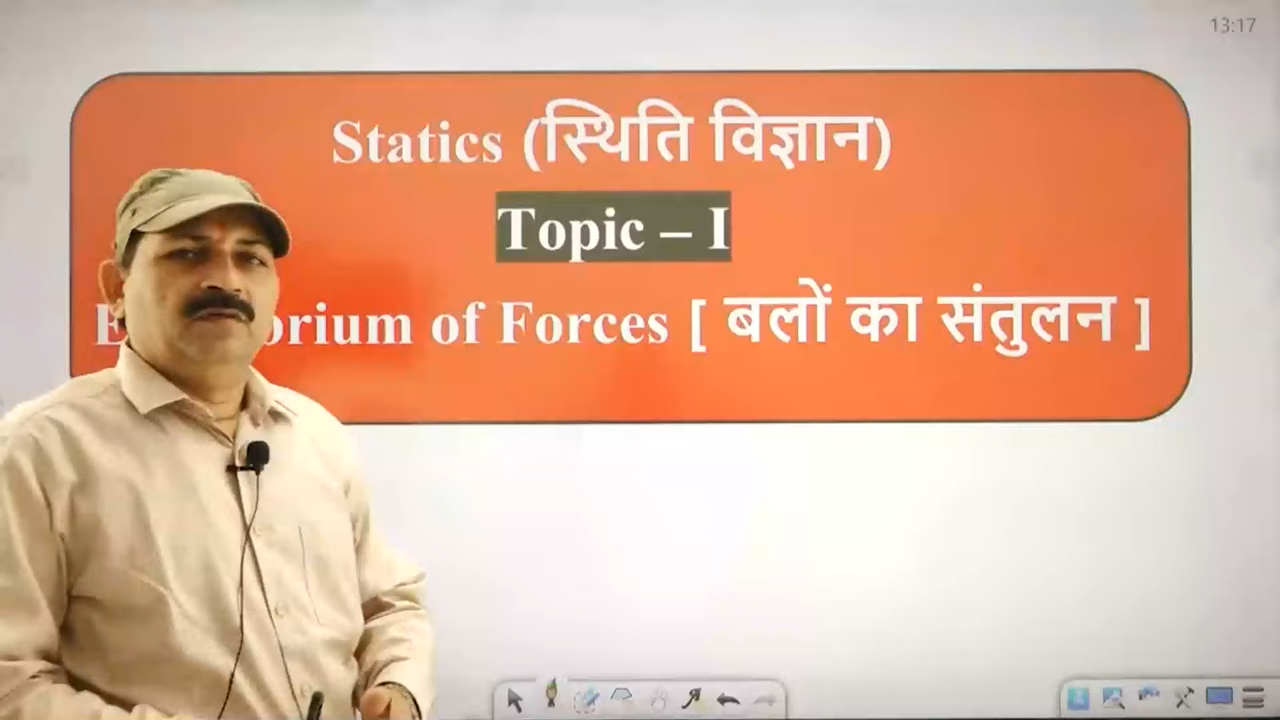 13:17
Statics (स्थिति विज्ञान)
Topic – I
orium of Forces [ बलों का संतुलन ]